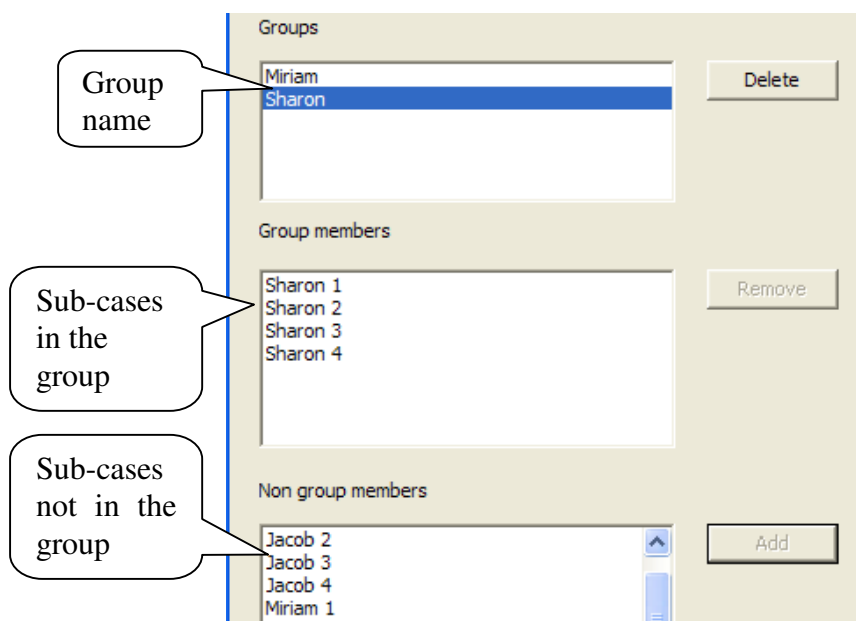 Groups
Group
name
Miriam
Sharon
Delete
Group members
Sub-cases
in the
group
Sharon 1
Sharon 2
Sharon 3
Sharon 4
Remove
Sub-cases
not in the
group
Non group members
Jacob 2
Jacob 3
Jacob 4
Miriam 1
Add